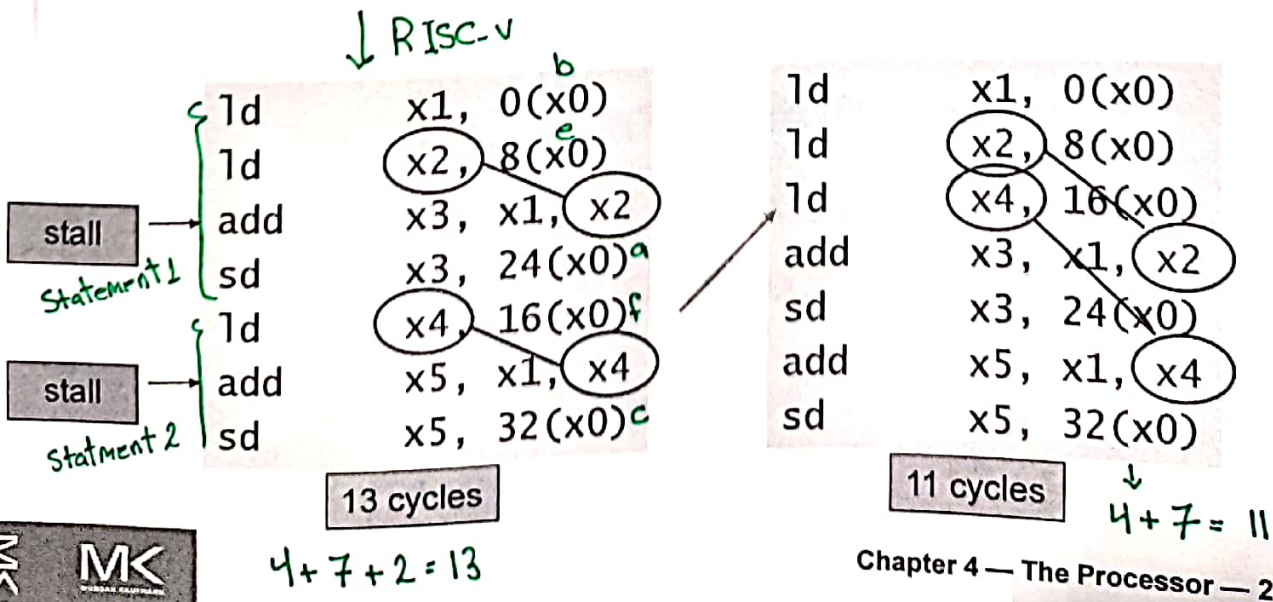 ↓ RISC-V
b
ld x1, 0(x0)
e
ld x2, 8(x0)
stall
add x3, x1, x2
Statement 1
sd x3, 24(x0) a
ld x4, 16(x0) f
stall
add x5, x1, x4
Statment 2
sd x5, 32(x0) c
13 cycles
4+7+2=13
ld x1, 0(x0)
ld x2, 8(x0)
ld x4, 16(x0)
add x3, x1, x2
sd x3, 24(x0)
add x5, x1, x4
sd x5, 32(x0)
11 cycles
↓
4+7=11
MK
MORGAN KAUFMANN
Chapter 4 — The Processor — 2